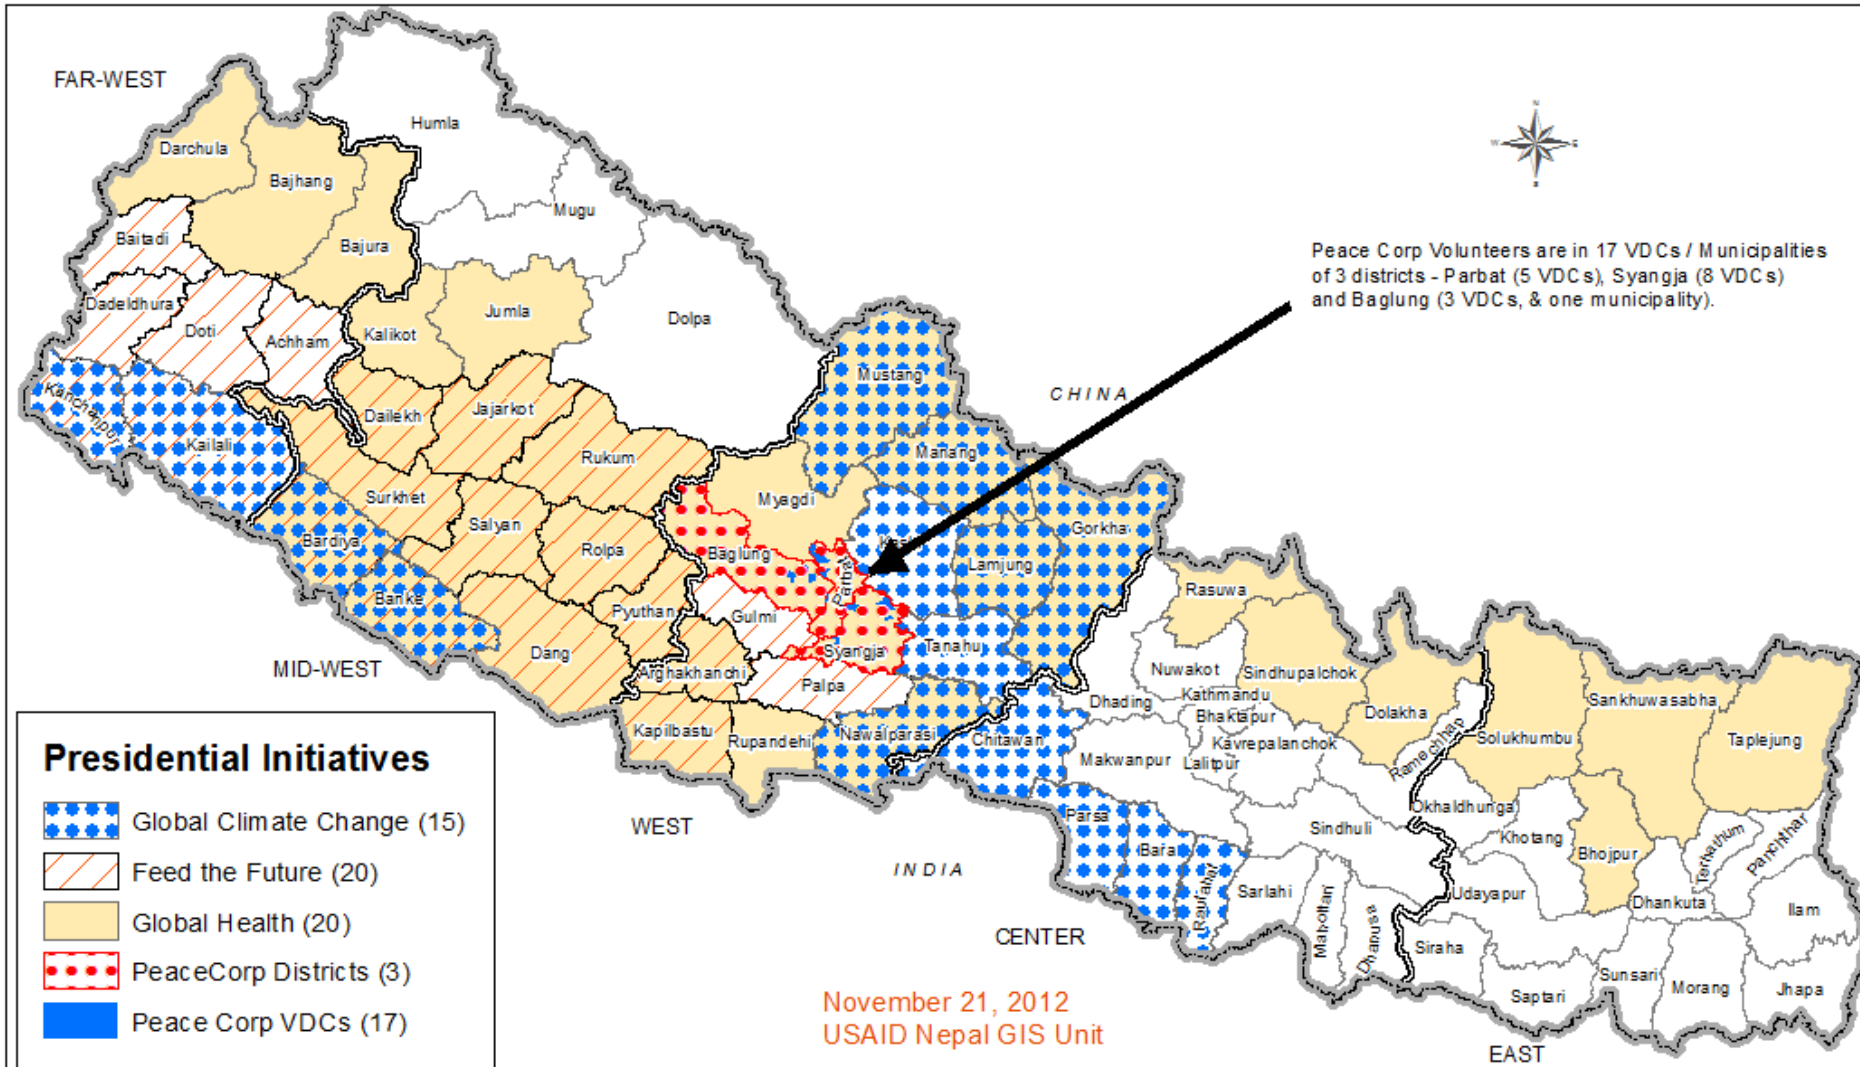 FAR-WEST
Humla
Darchula
Bajhang
Mugu
Baitadi
Bajura
Peace Corp Volunteers are in 17 VDCs / Municipalities
of 3 districts - Parbat (5 VDCs), Syangja (8 VDCs)
and Baglung (3 VDCs, & one municipality).
Dadeldhura
Doti
Achham
Kalikot
Jumla
Dolpa
Mustang
CHINA
Kanchanpur
Kailali
Dailekh
Jajarkot
Rukum
Manang
Surkhet
Salyan
Myagdi
Gorkha
Bardiya
Rolpa
Baglung
Lamjung
Banke
Pyuthan
Gulmi
Parbat
Rasuwa
MID-WEST
Dang
Arghakhanchi
Syangja
Tanahu
Palpa
Nuwakot
Sindhupalchok
Kathmandu
Dhading
Bhaktapur
Dolakha
Sankhuwasabha
Kapilbastu
Rupandehi
Nawalparasi
Chitawan
Makwanpur
Kavrepalanchok
Lalitpur
Ramechhap
Solukhumbu
Taplejung
WEST
Parsa
Bara
Rautahat
Sindhuli
Okhaldhunga
Khotang
Bhojpur
Terhathum
Panchthar
INDIA
Sarlahi
Mahottari
Dhanusa
Udayapur
Dhankuta
Ilam
CENTER
Siraha
Saptari
Sunsari
Morang
Jhapa
EAST
Presidential Initiatives
Global Climate Change (15)
Feed the Future (20)
Global Health (20)
PeaceCorp Districts (3)
Peace Corp VDCs (17)
November 21, 2012
USAID Nepal GIS Unit
N
W
E
S